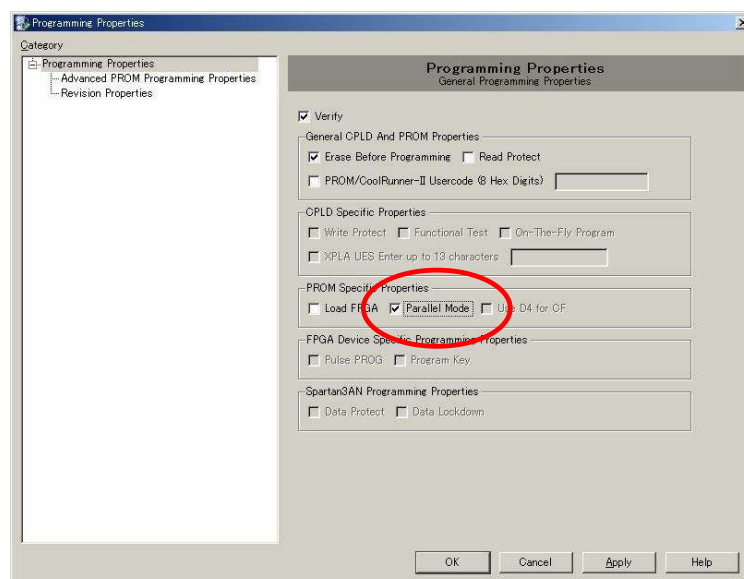 Programming Properties
Category
Programming Properties
Advanced PROM Programming Properties
Revision Properties
Programming Properties
General Programming Properties
Verify
General CPLD And PROM Properties
Erase Before Programming Read Protect
PROM/CoolRunner-II Usercode (8 Hex Digits)
CPLD Specific Properties
Write Protect Functional Test On-The-Fly Program
XPLA UES Enter up to 13 characters
PROM Specific Properties
Load FPGA Parallel Mode Use D4 for CF
FPGA Device Specific Programming Properties
Pulse PROG Program Key
Spartan3AN Programming Properties
Data Protect Data Lockdown
OK Cancel Apply Help